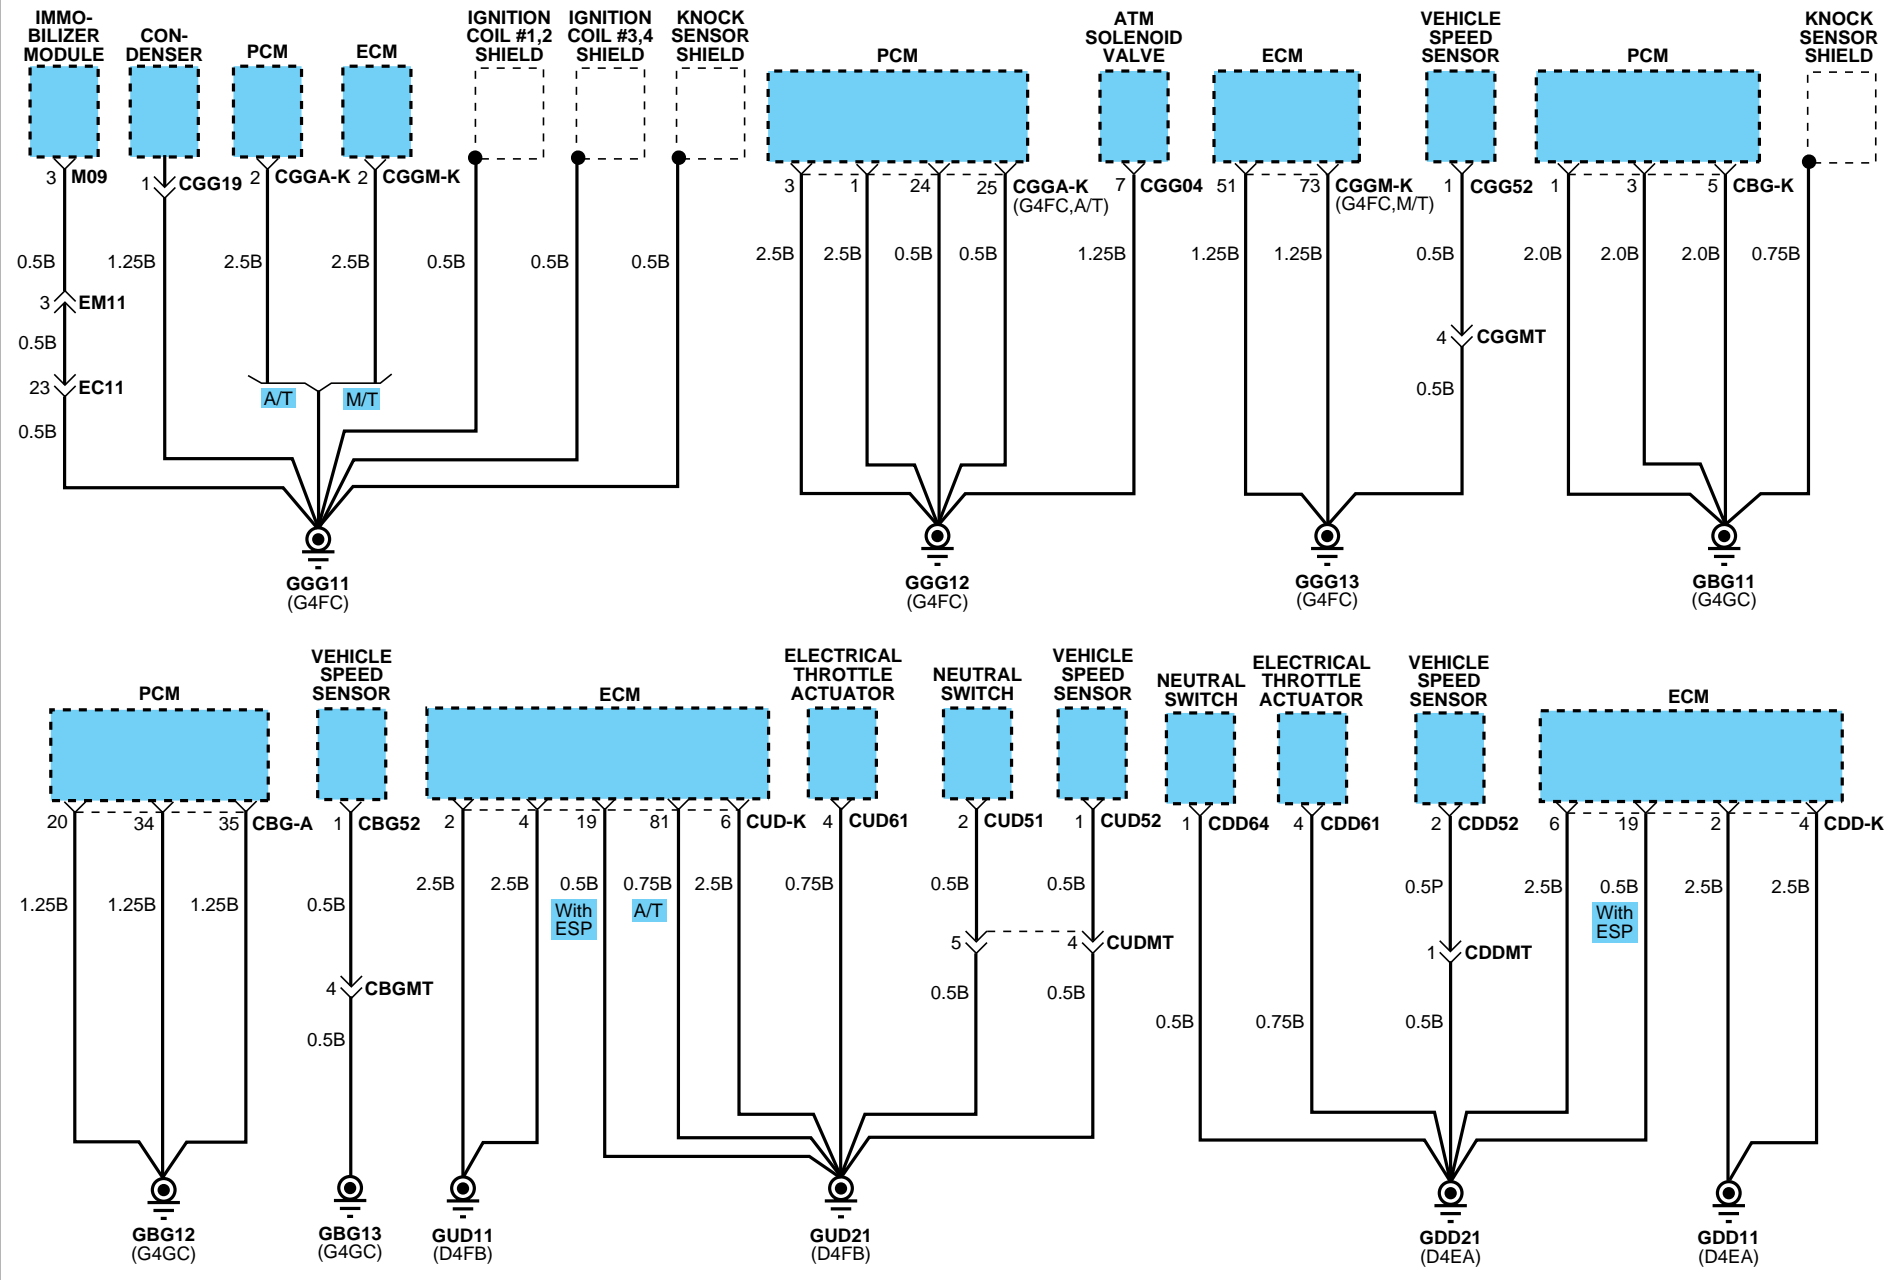 IMMO-
BILIZER
MODULE
CON-
DENSER
PCM
ECM
IGNITION
COIL #1,2
SHIELD
IGNITION
COIL #3,4
SHIELD
KNOCK
SENSOR
SHIELD
PCM
ATM
SOLENOID
VALVE
ECM
VEHICLE
SPEED
SENSOR
PCM
KNOCK
SENSOR
SHIELD
3 M09
1 CGG19
2 CGGA-K
2 CGGM-K
3
1
24
25 CGGA-K
(G4FC,A/T)
7 CGG04
51
73 CGGM-K
(G4FC,M/T)
1 CGG52
1
3
5 CBG-K
0.5B
1.25B
2.5B
2.5B
0.5B
0.5B
0.5B
2.5B
2.5B
0.5B
0.5B
1.25B
1.25B
1.25B
0.5B
2.0B
2.0B
2.0B
0.75B
3 EM11
0.5B
23 EC11
0.5B
A/T
M/T
4 CGGMT
0.5B
GGG11
(G4FC)
GGG12
(G4FC)
GGG13
(G4FC)
GBG11
(G4GC)
PCM
VEHICLE
SPEED
SENSOR
ECM
ELECTRICAL
THROTTLE
ACTUATOR
NEUTRAL
SWITCH
VEHICLE
SPEED
SENSOR
NEUTRAL
SWITCH
ELECTRICAL
THROTTLE
ACTUATOR
VEHICLE
SPEED
SENSOR
ECM
20
34
35 CBG-A
1 CBG52
2
4
19
81
6 CUD-K
4 CUD61
2 CUD51
1 CUD52
1 CDD64
4 CDD61
2 CDD52
6
19
2
4 CDD-K
1.25B
1.25B
1.25B
0.5B
2.5B
2.5B
0.5B
With
ESP
0.75B
A/T
2.5B
0.75B
0.5B
0.5B
0.5P
2.5B
0.5B
With
ESP
2.5B
2.5B
4 CBGMT
0.5B
5
4 CUDMT
0.5B
0.5B
1 CDDMT
0.5B
0.75B
0.5B
GBG12
(G4GC)
GBG13
(G4GC)
GUD11
(D4FB)
GUD21
(D4FB)
GDD21
(D4EA)
GDD11
(D4EA)